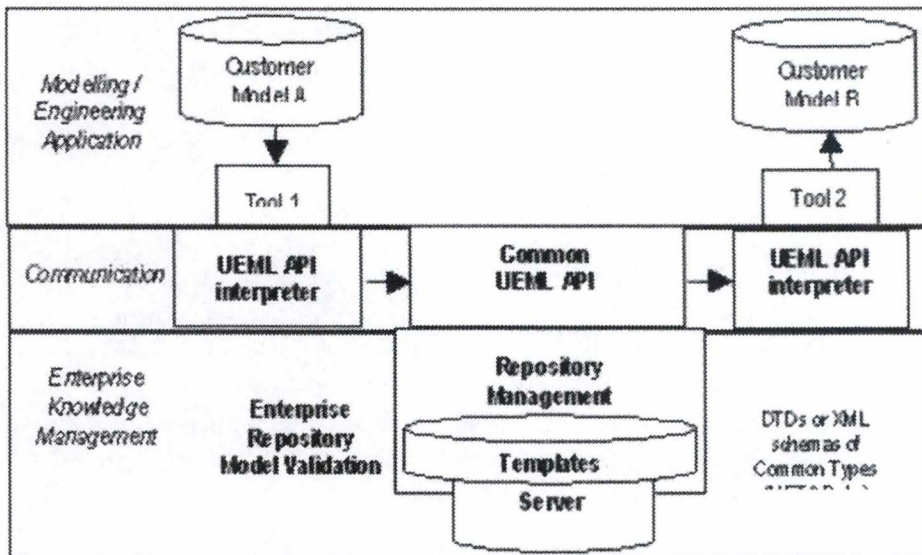 Modelling /
Engineering
Application
Customer
Model A
Tool 1
Customer
Model B
Tool 2
Communication
UEML API
interpreter
Common
UEML API
UEML API
interpreter
Enterprise
Knowledge
Management
Enterprise
Repository
Model Validation
Repository
Management
Templates
Server
DTDs or XML
schemas of
Common Types